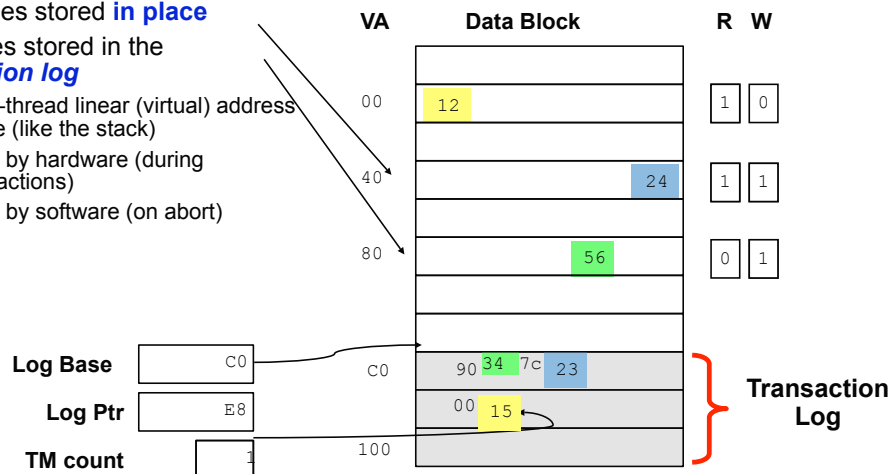 es stored in place
es stored in the
ion log
-thread linear (virtual) address
e (like the stack)
by hardware (during
actions)
by software (on abort)
VA Data Block R W
00 12 1 0
40 24 1 1
80 56 0 1
Log Base C0 C0 90 34 7c 23
Log Ptr E8 00 15
TM count 1 100
Transaction
Log